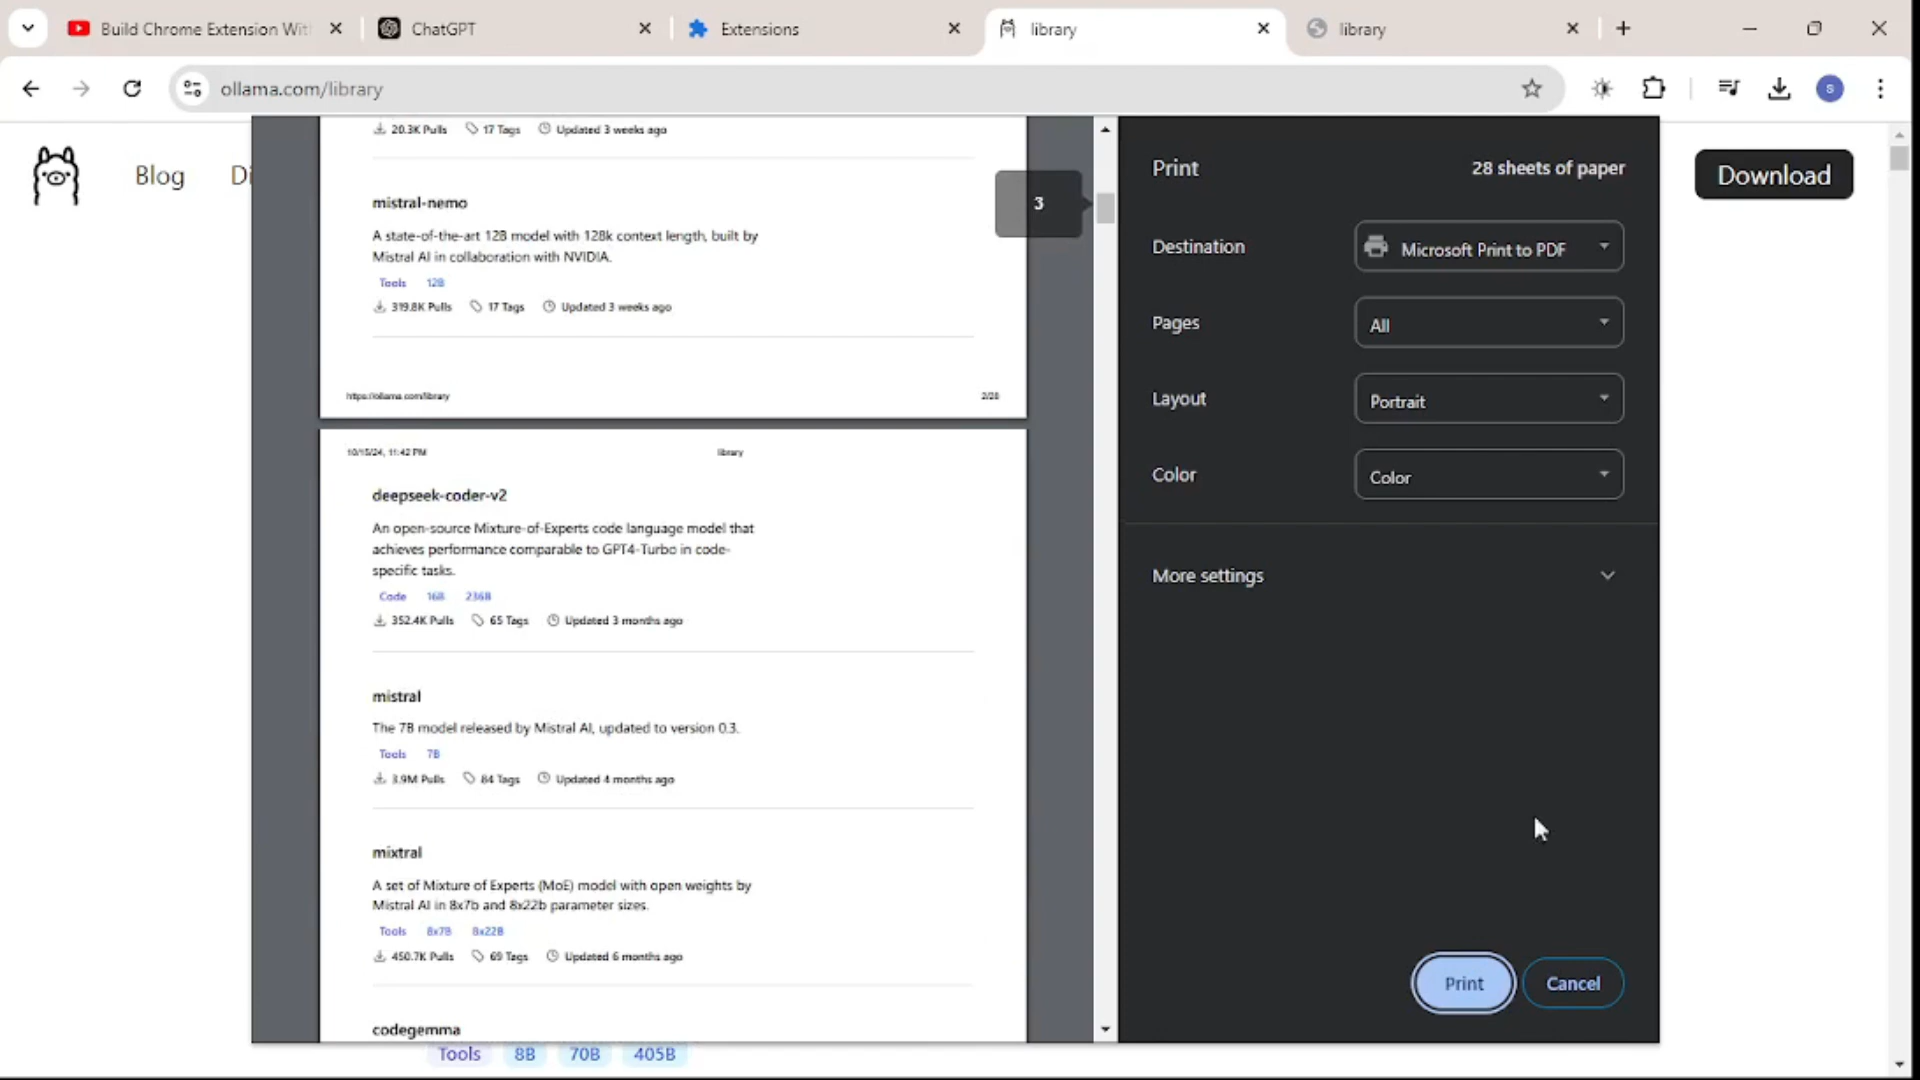 Build Chrome Extension Wit
ChatGPT
Extensions
library
library
ollama.com/library
S
Blog
Di
Download
20.3K Pulls 17 Tags Updated 3 weeks ago
mistral-nemo
A state-of-the-art 12B model with 128k context length, built by
Mistral AI in collaboration with NVIDIA.
Tools 12B
319.8K Pulls 17 Tags Updated 3 weeks ago
https://ollama.com/library 2/28
3
10/15/24, 11:42 PM library
deepseek-coder-v2
An open-source Mixture-of-Experts code language model that
achieves performance comparable to GPT4-Turbo in code-
specific tasks.
Code 16B 236B
352.4K Pulls 65 Tags Updated 3 months ago
mistral
The 7B model released by Mistral AI, updated to version 0.3.
Tools 7B
3.9M Pulls 84 Tags Updated 4 months ago
mixtral
A set of Mixture of Experts (MoE) model with open weights by
Mistral AI in 8x7b and 8x22b parameter sizes.
Tools 8x7B 8x22B
450.7K Pulls 69 Tags Updated 6 months ago
codegemma
Tools 8B 70B 405B
Print 28 sheets of paper
Destination Microsoft Print to PDF
Pages All
Layout Portrait
Color Color
More settings
Print Cancel